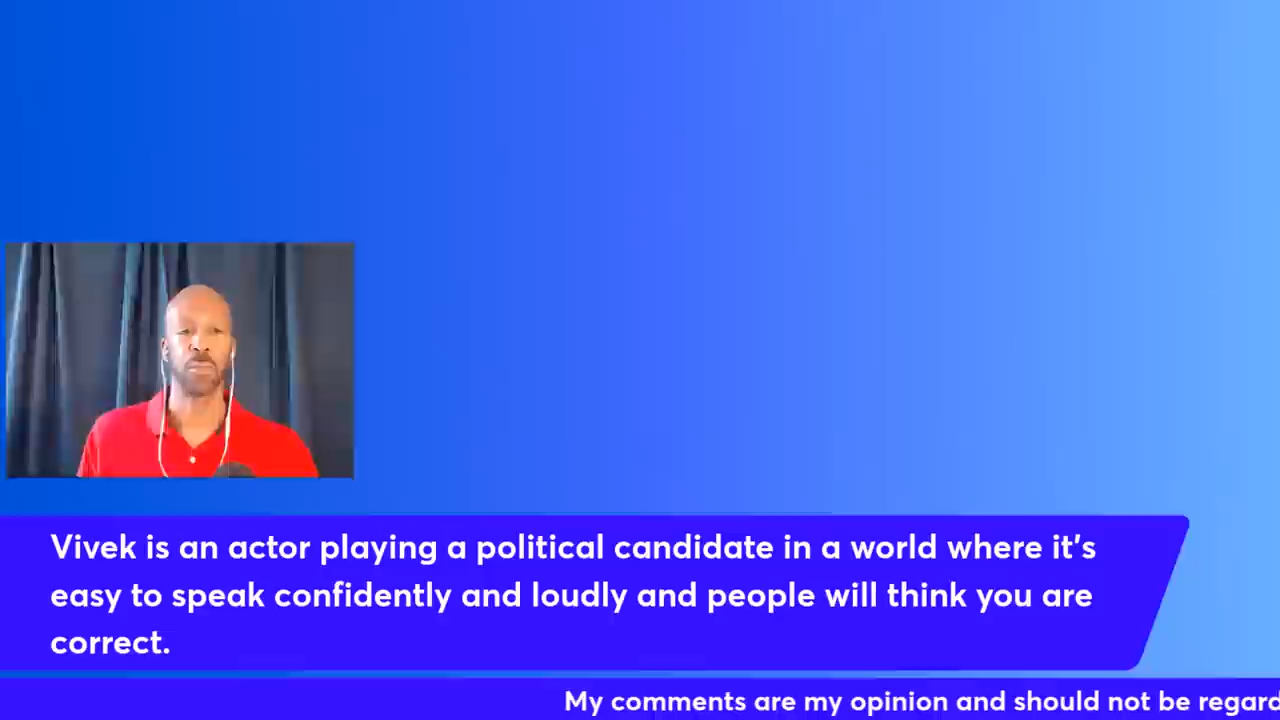 Vivek is an actor playing a political candidate in a world where it's
easy to speak confidently and loudly and people will think you are
correct.
My comments are my opinion and should not be regard